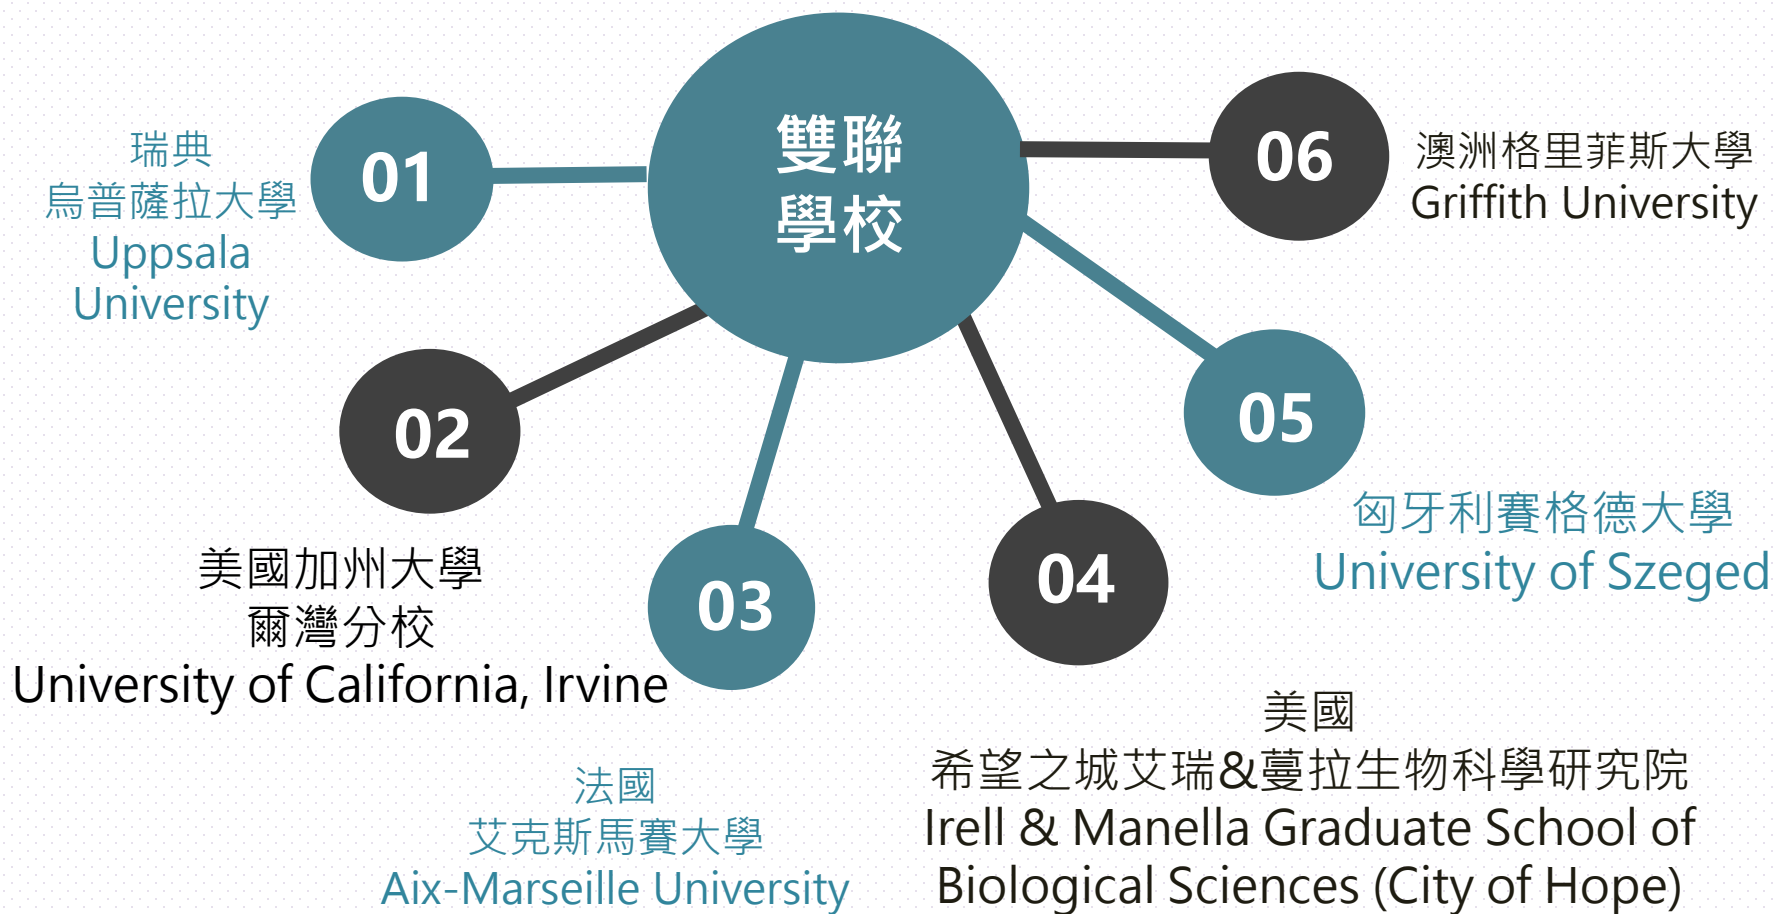 雙聯
學校
01
瑞典
烏普薩拉大學
Uppsala
University
02
美國加州大學
爾灣分校
University of California, Irvine
03
法國
艾克斯馬賽大學
Aix-Marseille University
04
美國
希望之城艾瑞&蔓拉生物科學研究院
Irell & Manella Graduate School of
Biological Sciences (City of Hope)
05
匈牙利賽格德大學
University of Szeged
06
澳洲格里菲斯大學
Griffith University